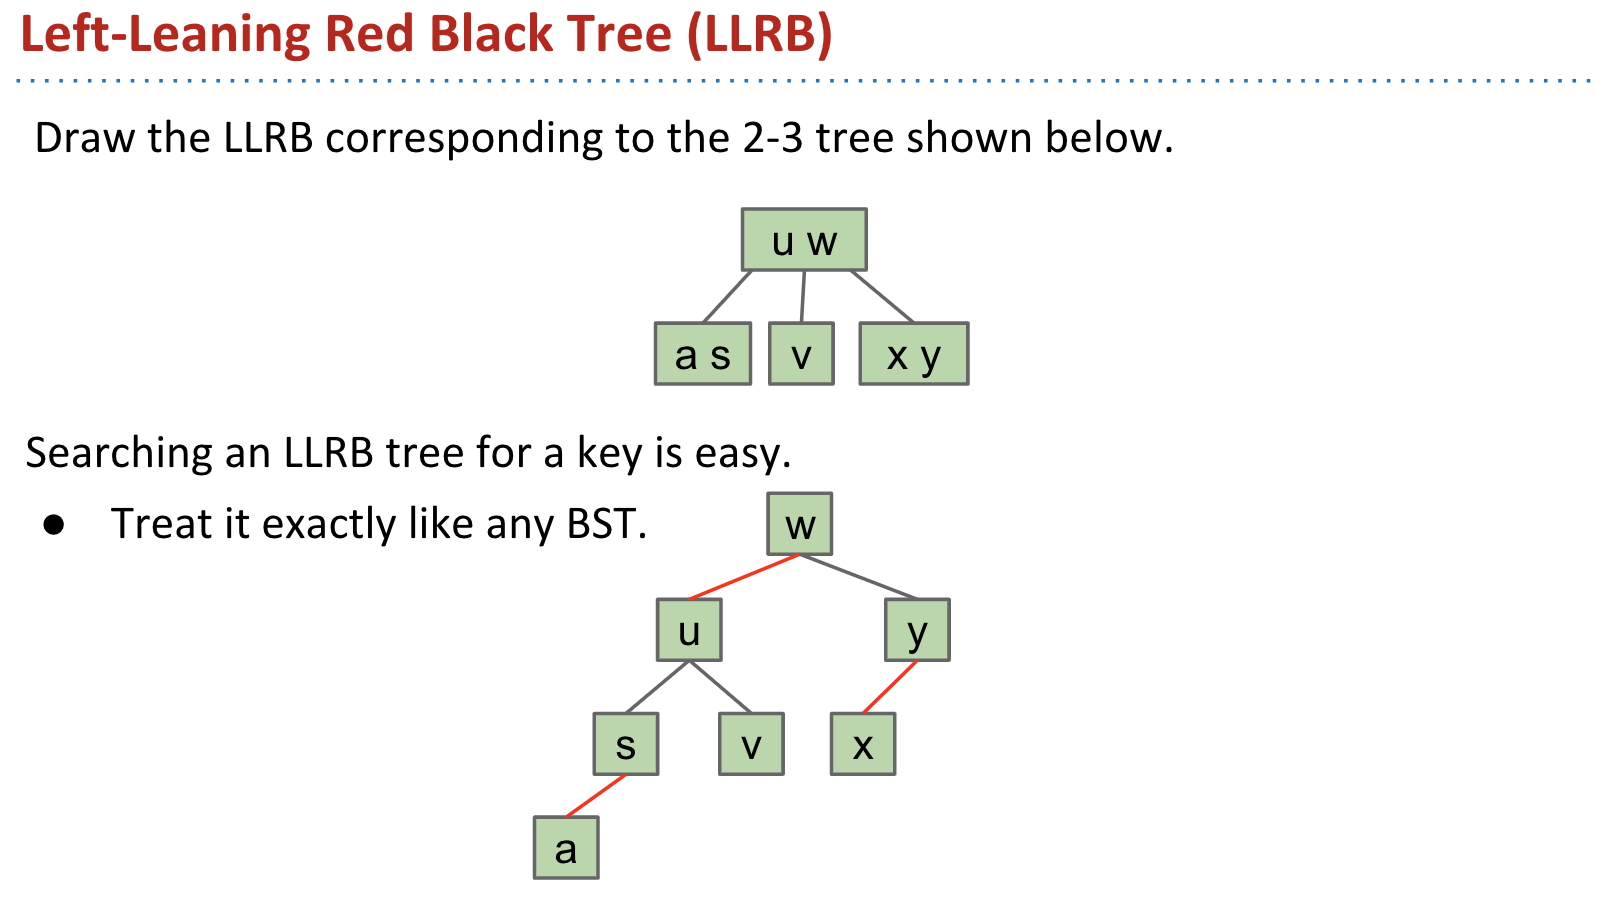 Left-Leaning Red Black Tree (LLRB)
Draw the LLRB corresponding to the 2-3 tree shown below.
u w
a s
v
x y
Searching an LLRB tree for a key is easy.
● Treat it exactly like any BST.
w
u
y
s
v
x
a